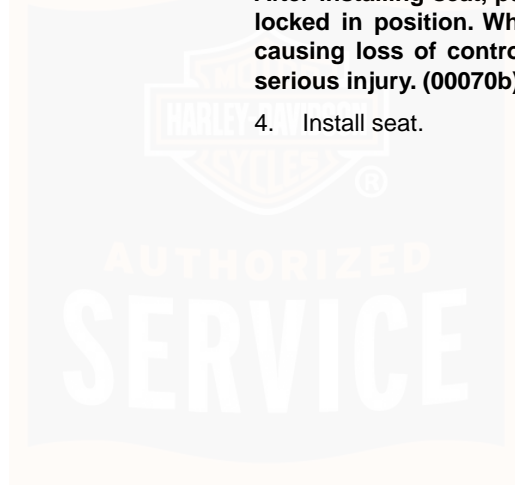 After installing seat, p
locked in position. Wh
causing loss of contro
serious injury. (00070b)
4. Install seat.
MOTOR
HARLEY-DAVIDSON
CYCLES
®
AUTHORIZED
SERVICE